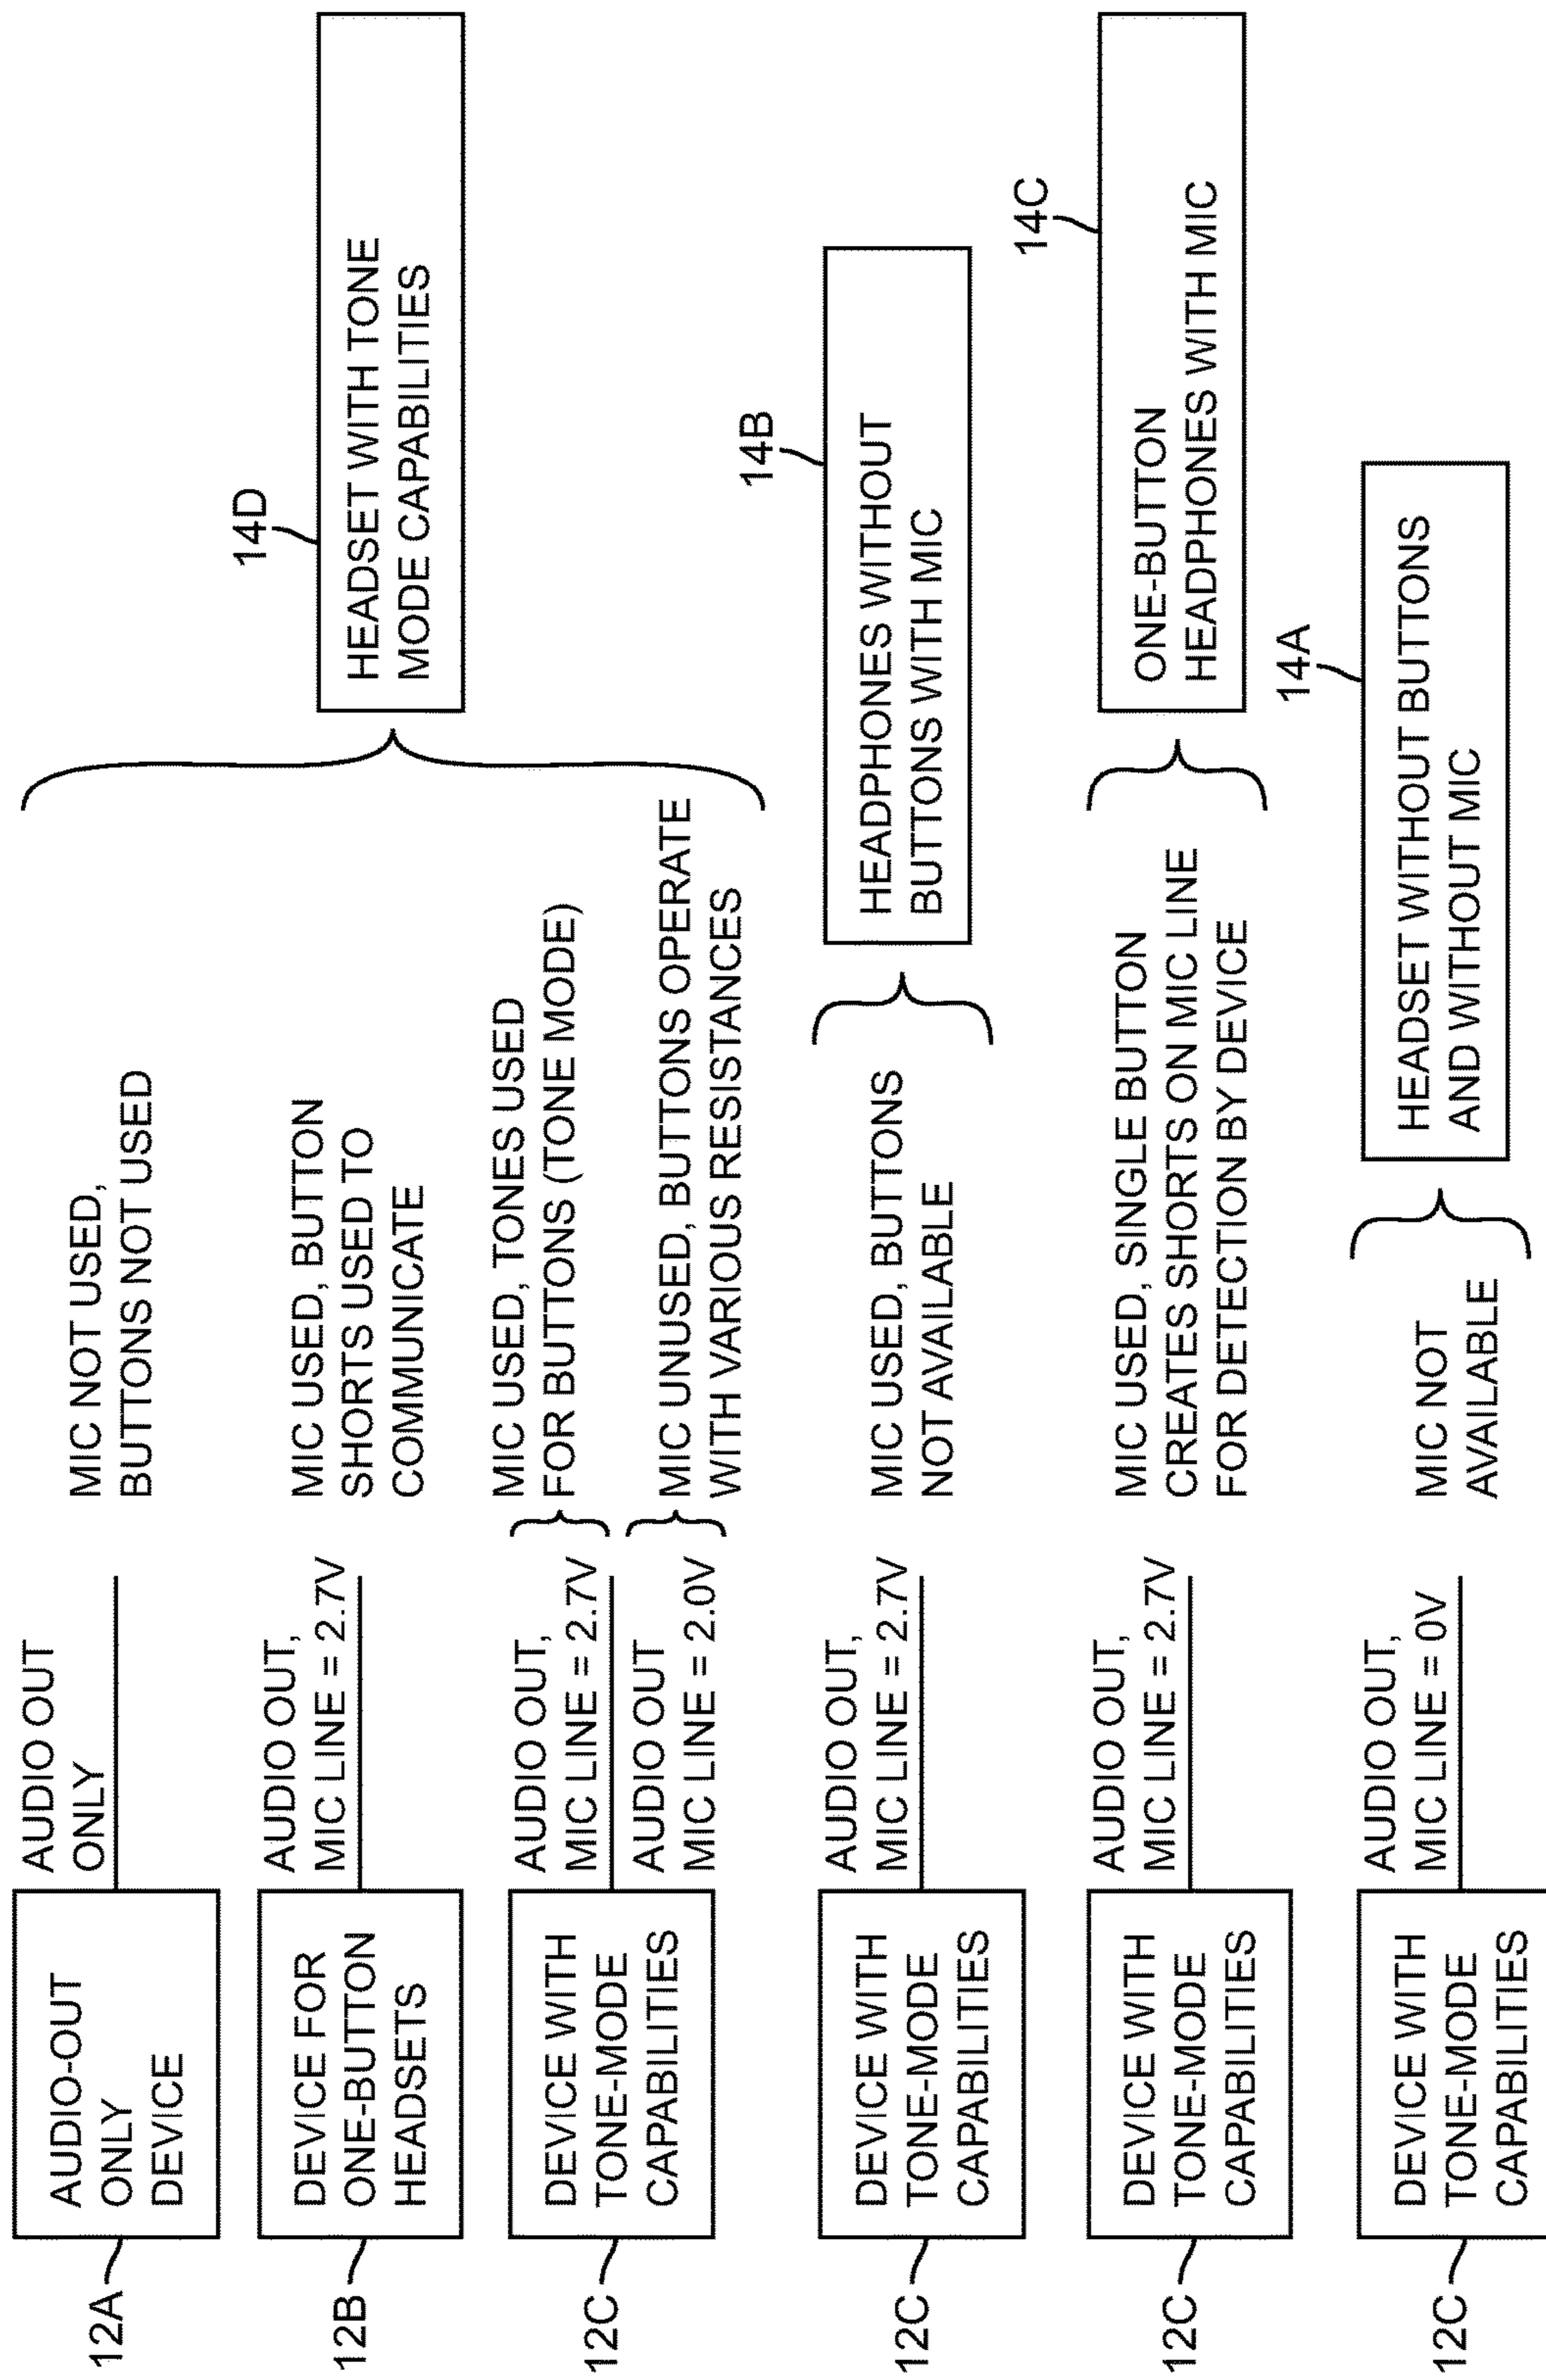 12A
AUDIO-OUT
ONLY
DEVICE
AUDIO OUT
ONLY
MIC NOT USED,
BUTTONS NOT USED
12B
DEVICE FOR
ONE-BUTTON
HEADSETS
AUDIO OUT,
MIC LINE = 2.7V
MIC USED, BUTTON
SHORTS USED TO
COMMUNICATE
12C
DEVICE WITH
TONE-MODE
CAPABILITIES
AUDIO OUT,
MIC LINE = 2.7V
AUDIO OUT
MIC LINE = 2.0V
MIC USED, TONES USED
FOR BUTTONS (TONE MODE)
MIC UNUSED, BUTTONS OPERATE
WITH VARIOUS RESISTANCES
14D
HEADSET WITH TONE
MODE CAPABILITIES
12C
DEVICE WITH
TONE-MODE
CAPABILITIES
AUDIO OUT,
MIC LINE = 2.7V
MIC USED, BUTTONS
NOT AVAILABLE
14B
HEADPHONES WITHOUT
BUTTONS WITH MIC
12C
DEVICE WITH
TONE-MODE
CAPABILITIES
AUDIO OUT,
MIC LINE = 2.7V
MIC USED, SINGLE BUTTON
CREATES SHORTS ON MIC LINE
FOR DETECTION BY DEVICE
14C
ONE-BUTTON
HEADPHONES WITH MIC
12C
DEVICE WITH
TONE-MODE
CAPABILITIES
AUDIO OUT,
MIC LINE = 0V
MIC NOT
AVAILABLE
14A
HEADSET WITHOUT BUTTONS
AND WITHOUT MIC